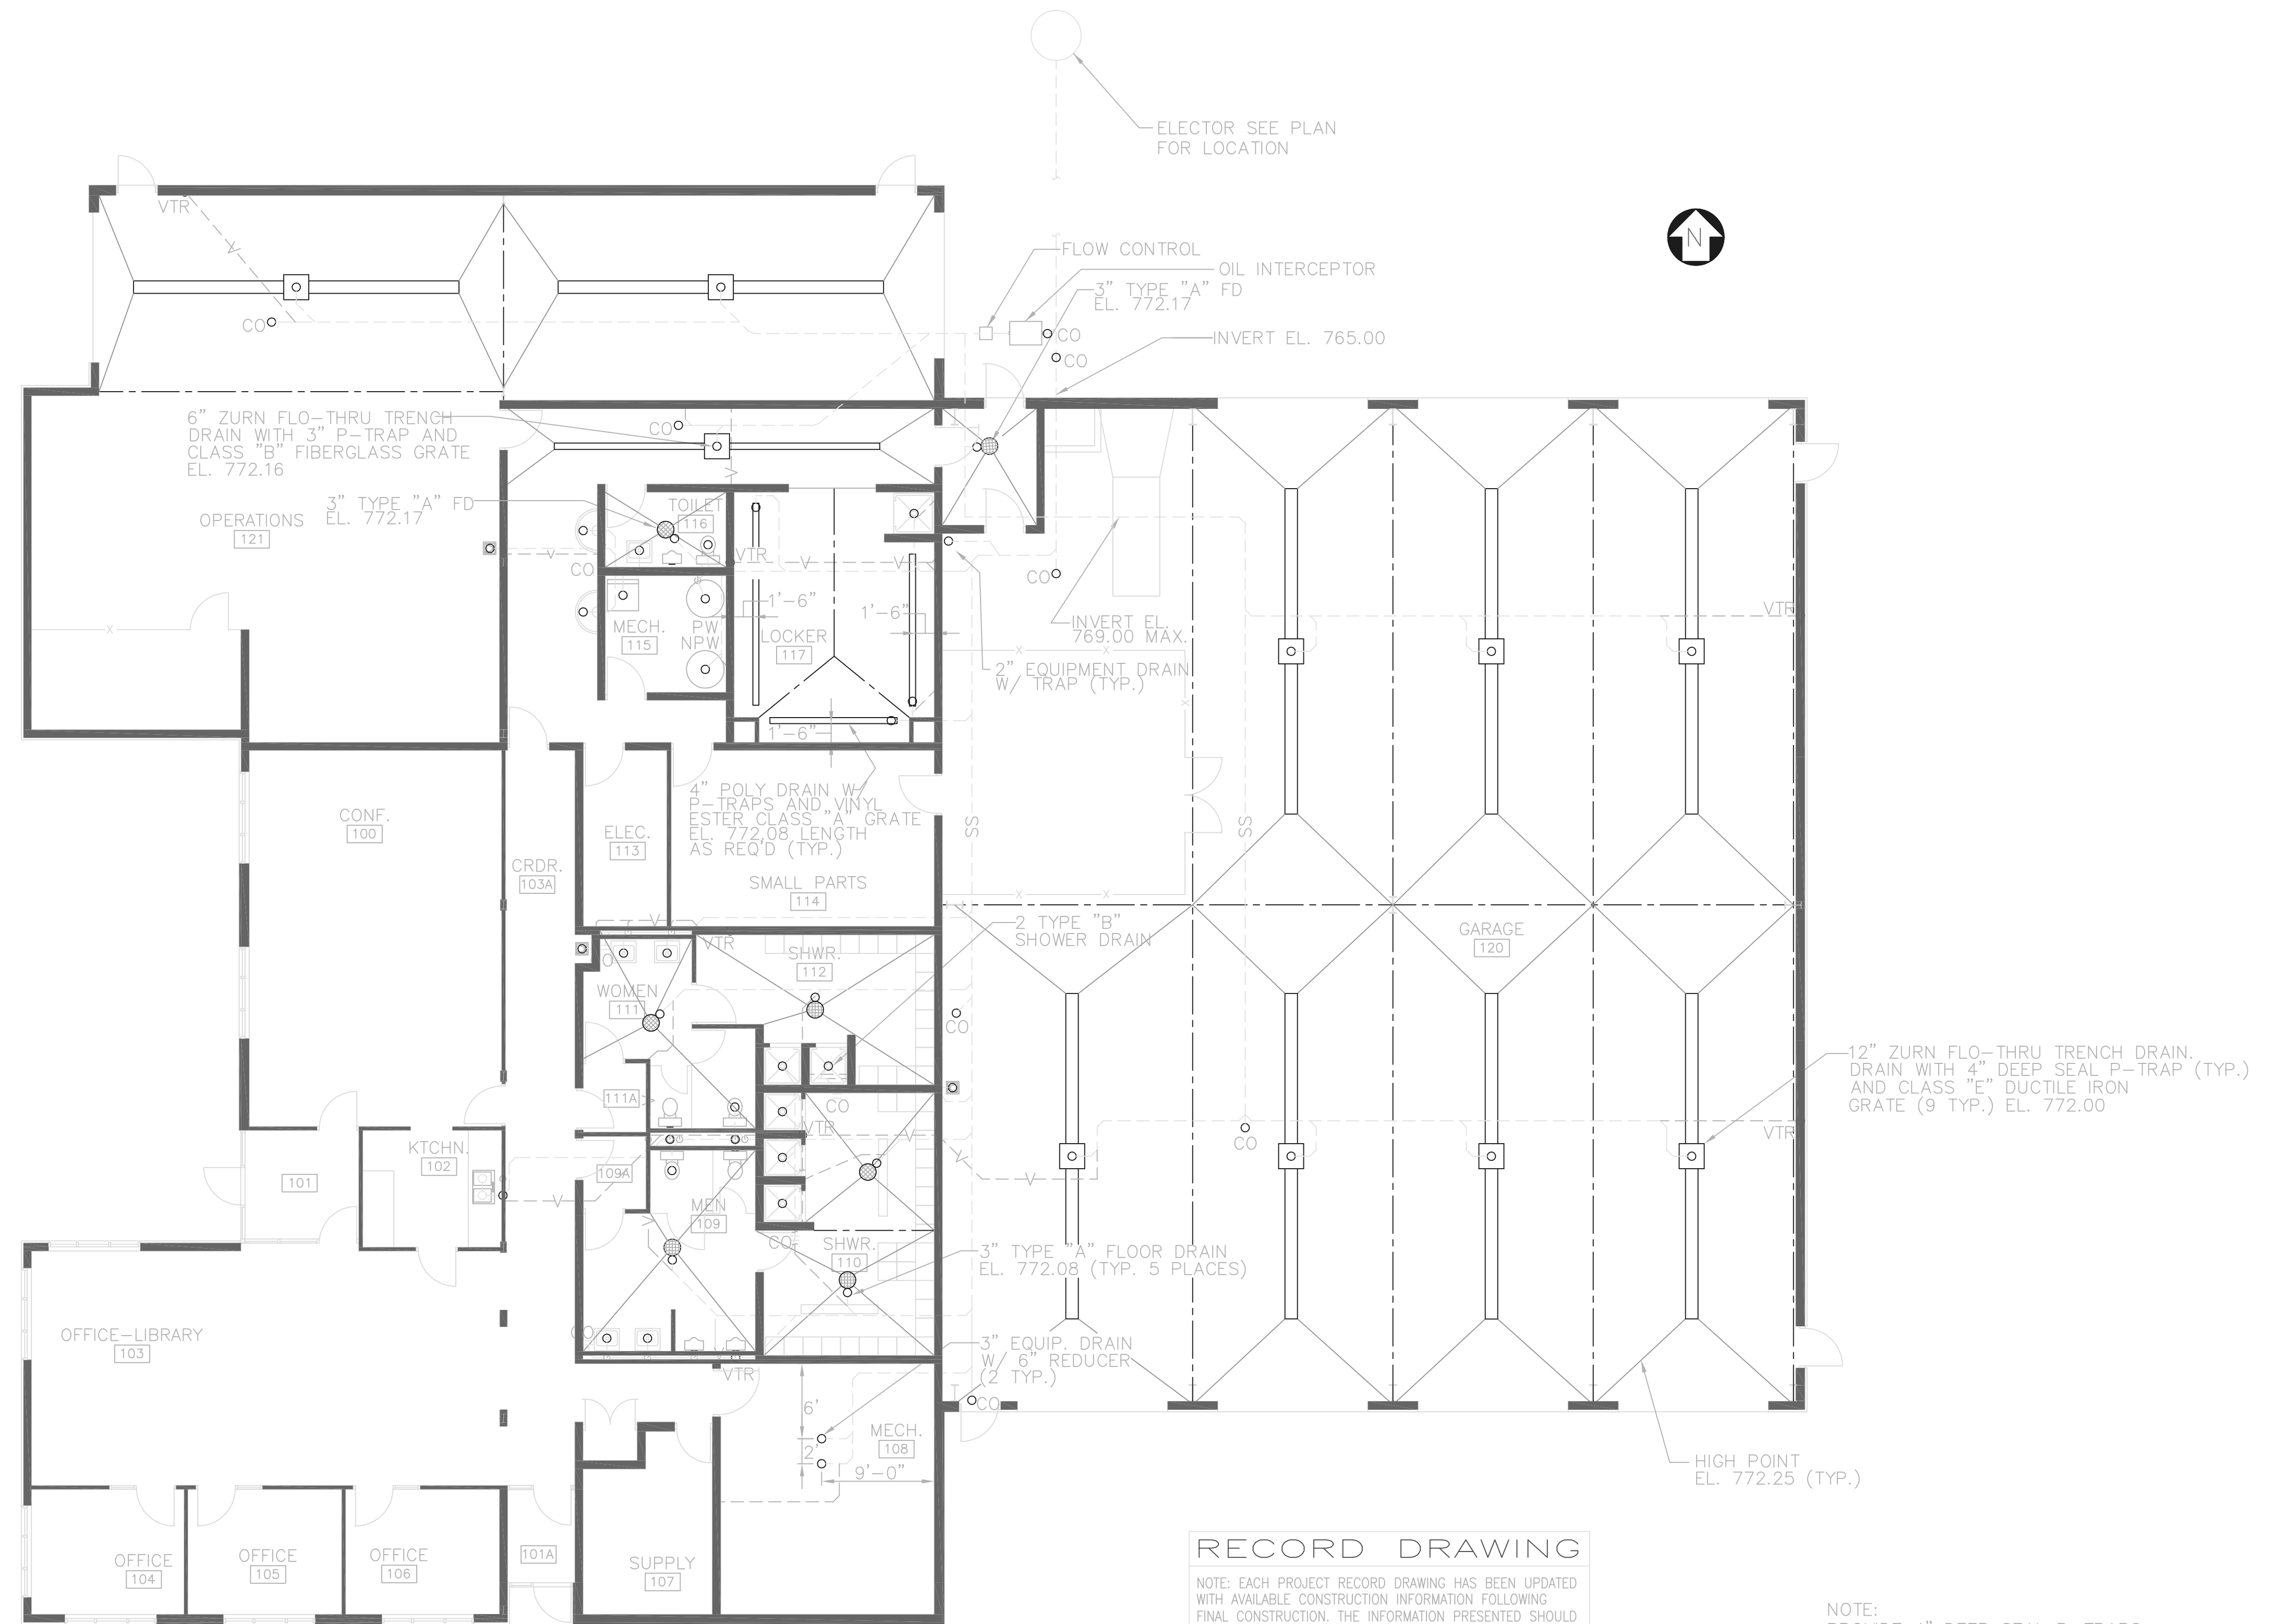 ELECTOR SEE PLAN
FOR LOCATION
VTR
V
FLOW CONTROL
OIL INTERCEPTOR
3" TYPE "A" FD
EL. 772.17
N
CO
CO
CO
INVERT EL. 765.00
6" ZURN FLO-THRU TRENCH
DRAIN WITH 3" P-TRAP AND
CLASS "B" FIBERGLASS GRATE
EL. 772.16
CO
V
3" TYPE "A" FD
EL. 772.17
OPERATIONS
121
TOILET
116
VTR
V
V
V
CO
CO
1'-6"
1'-6"
MECH.
115
PW
NPW
LOCKER
117
INVERT EL.
769.00 MAX.
VTR
X
X
X
X
2" EQUIPMENT DRAIN
W/ TRAP (TYP.)
1'-6"
4" POLY DRAIN W
P-TRAPS AND VINYL
ESTER CLASS "A" GRATE
EL. 772.08 LENGTH
AS REQ'D (TYP.)
CONF.
100
ELEC.
113
SS
SS
CRDR.
103A
SMALL PARTS
114
X
X
V
2 TYPE "B"
SHOWER DRAIN
GARAGE
120
VTR
SHWR.
112
WOMEN
111
CO
12" ZURN FLO-THRU TRENCH DRAIN.
DRAIN WITH 4" DEEP SEAL P-TRAP (TYP.)
AND CLASS "E" DUCTILE IRON
GRATE (9 TYP.) EL. 772.00
111A
V
CO
VTR
V
CO
VTR
KTCHN.
102
101
109A
V
V
V
MEN
109
V
CO
SHWR.
110
3" TYPE "A" FLOOR DRAIN
EL. 772.08 (TYP. 5 PLACES)
OFFICE-LIBRARY
103
CO
V
VTR
3" EQUIP. DRAIN
W/ 6" REDUCER
(2 TYP.)
CO
6'
2'
9'-0"
MECH.
108
HIGH POINT
EL. 772.25 (TYP.)
OFFICE
104
OFFICE
105
OFFICE
106
101A
SUPPLY
107
RECORD DRAWING
NOTE: EACH PROJECT RECORD DRAWING HAS BEEN UPDATED
WITH AVAILABLE CONSTRUCTION INFORMATION FOLLOWING
FINAL CONSTRUCTION. THE INFORMATION PRESENTED SHOULD
NOTE: